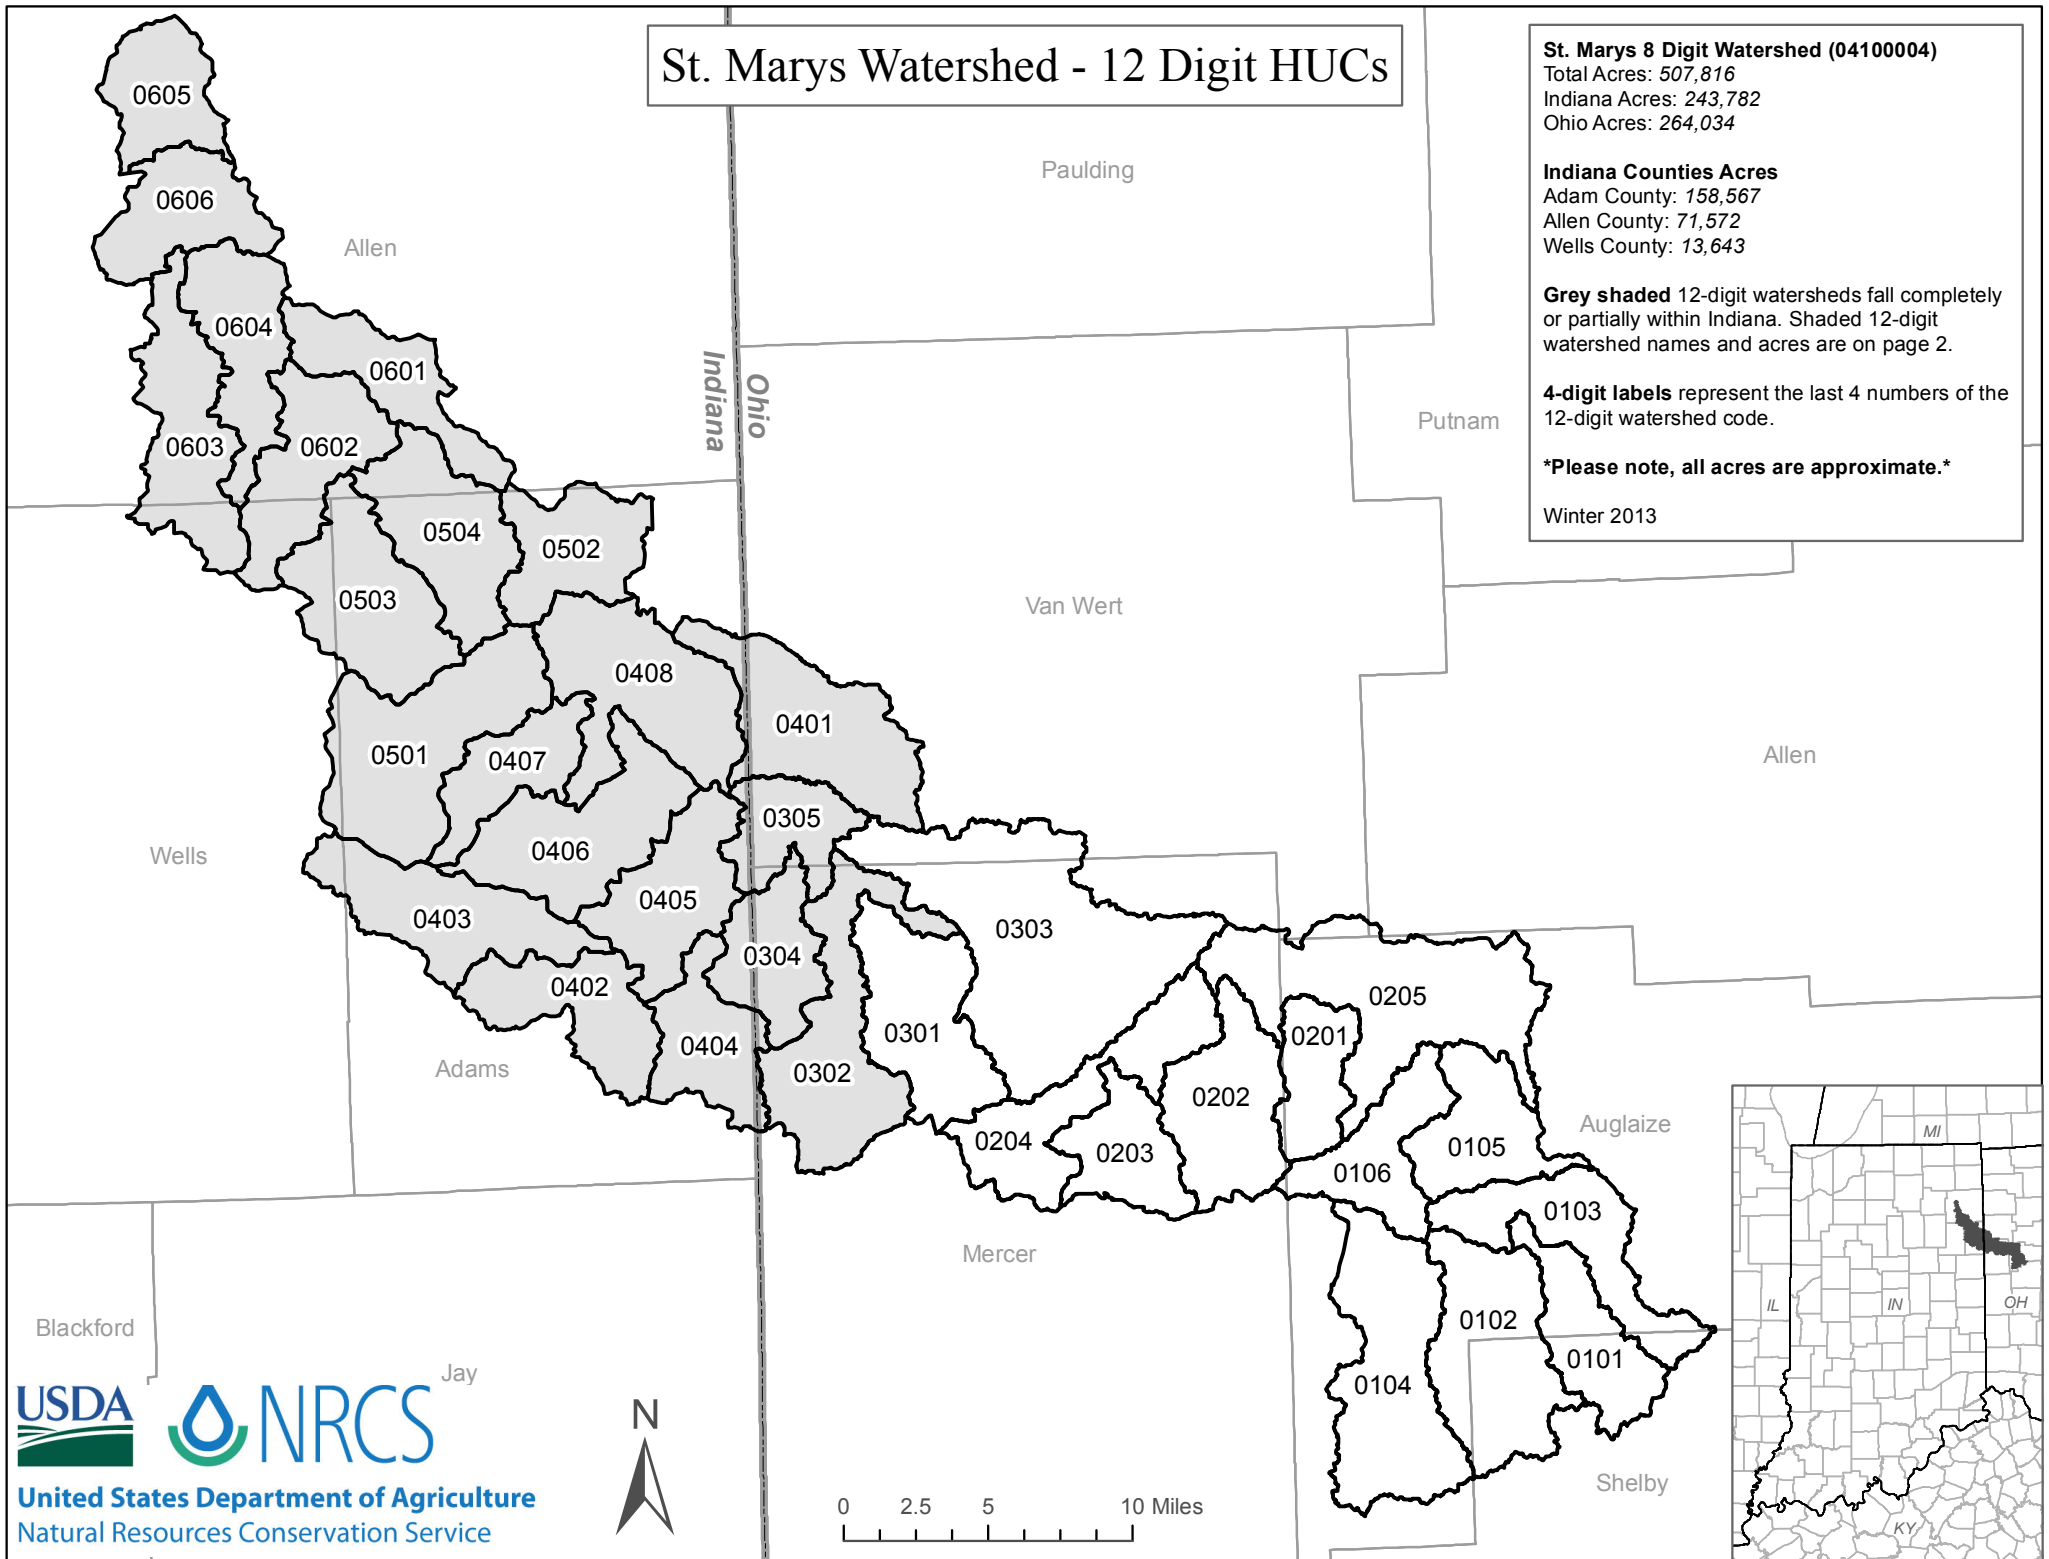 St. Marys Watershed - 12 Digit HUCs
St. Marys 8 Digit Watershed (04100004)
Total Acres: 507,816
Indiana Acres: 243,782
Ohio Acres: 264,034
Indiana Counties Acres
Adam County: 158,567
Allen County: 71,572
Wells County: 13,643
Grey shaded 12-digit watersheds fall completely
or partially within Indiana. Shaded 12-digit
watershed names and acres are on page 2.
4-digit labels represent the last 4 numbers of the
12-digit watershed code.
*Please note, all acres are approximate.*
Winter 2013
0605
Paulding
0606
Allen
0604
0601
Indiana
Ohio
Putnam
0603
0602
0504
0502
0503
Van Wert
0408
0401
0501
0407
Allen
0305
Wells
0406
0405
0403
0303
0304
0402
0205
0301
0201
0404
Adams
0302
0202
Auglaize
0204
0203
0105
0106
0103
Mercer
0102
Blackford
0101
Jay
0104
Shelby
MI
IL
IN
OH
KY
USDA
NRCS
United States Department of Agriculture
Natural Resources Conservation Service
N
0 2.5 5 10 Miles